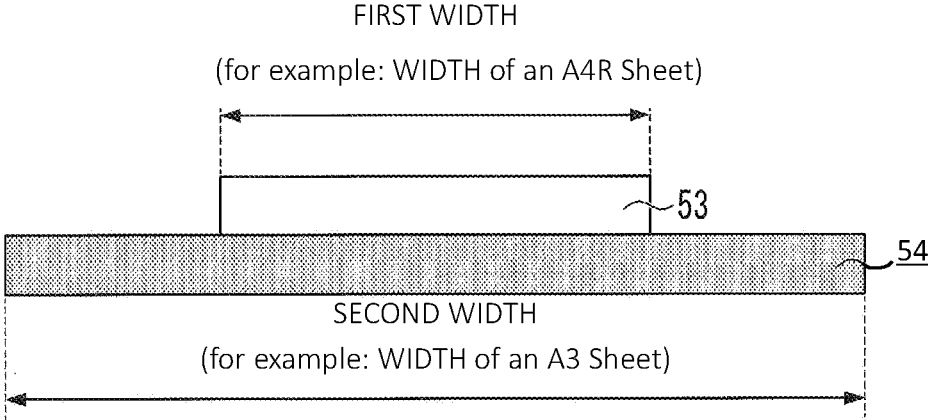 FIRST WIDTH
(for example: WIDTH of an A4R Sheet)
53
54
SECOND WIDTH
(for example: WIDTH of an A3 Sheet)